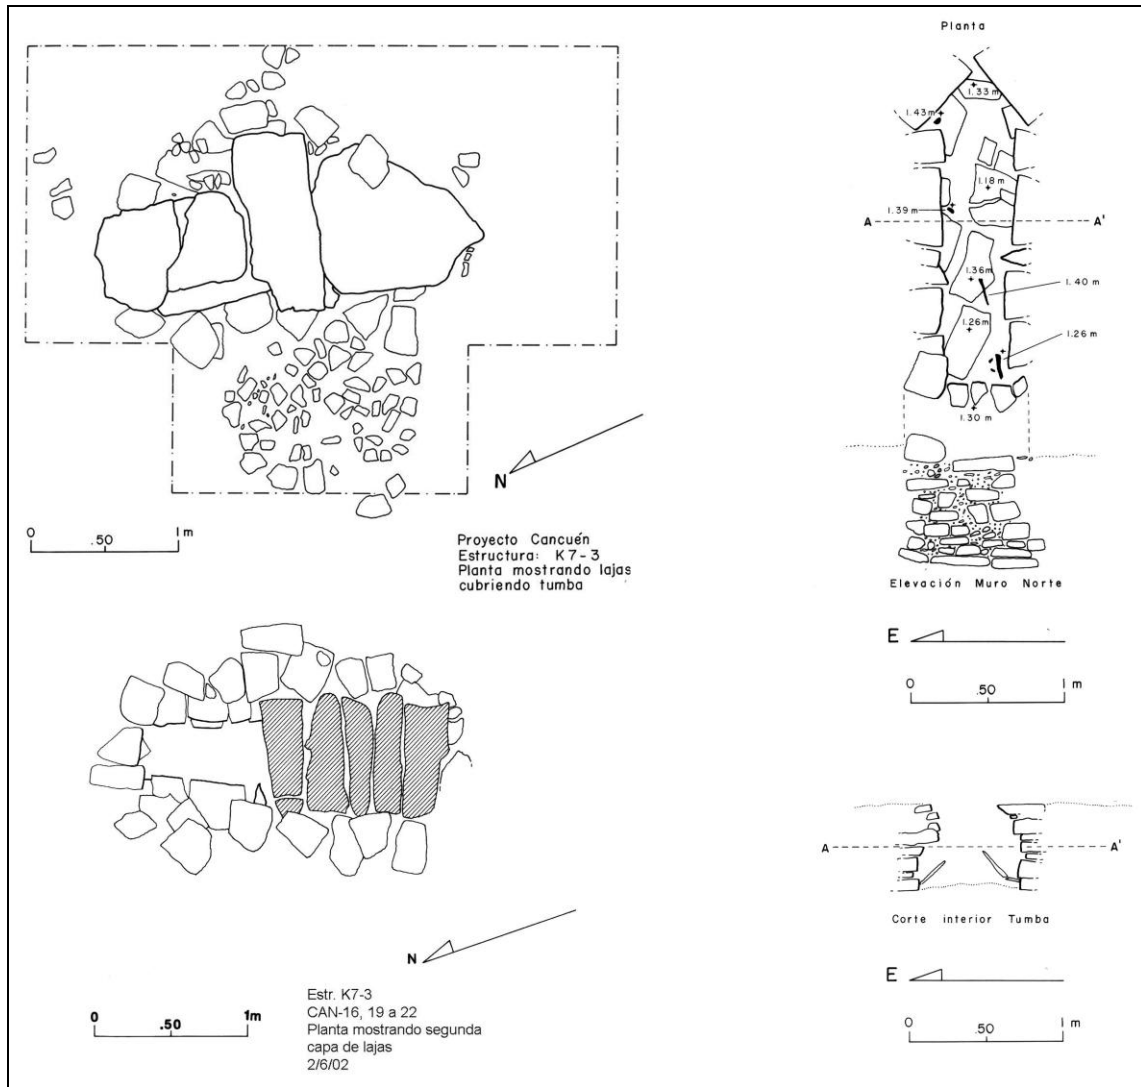 N
0 .50 1 m
Proyecto Cancuén
Estructura: K7-3
Planta mostrando lajas
cubriendo tumba
N
0 .50 1m
Estr. K7-3
CAN-16, 19 a 22
Planta mostrando segunda
capa de lajas
2/6/02
Planta
1.33 m
1.43 m
1.18 m
1.39 m
A A'
1.36 m
1.40 m
1.26 m
1.26 m
1.30 m
Elevación Muro Norte
E
0 .50 1 m
A A'
Corte interior Tumba
E
0 .50 1 m